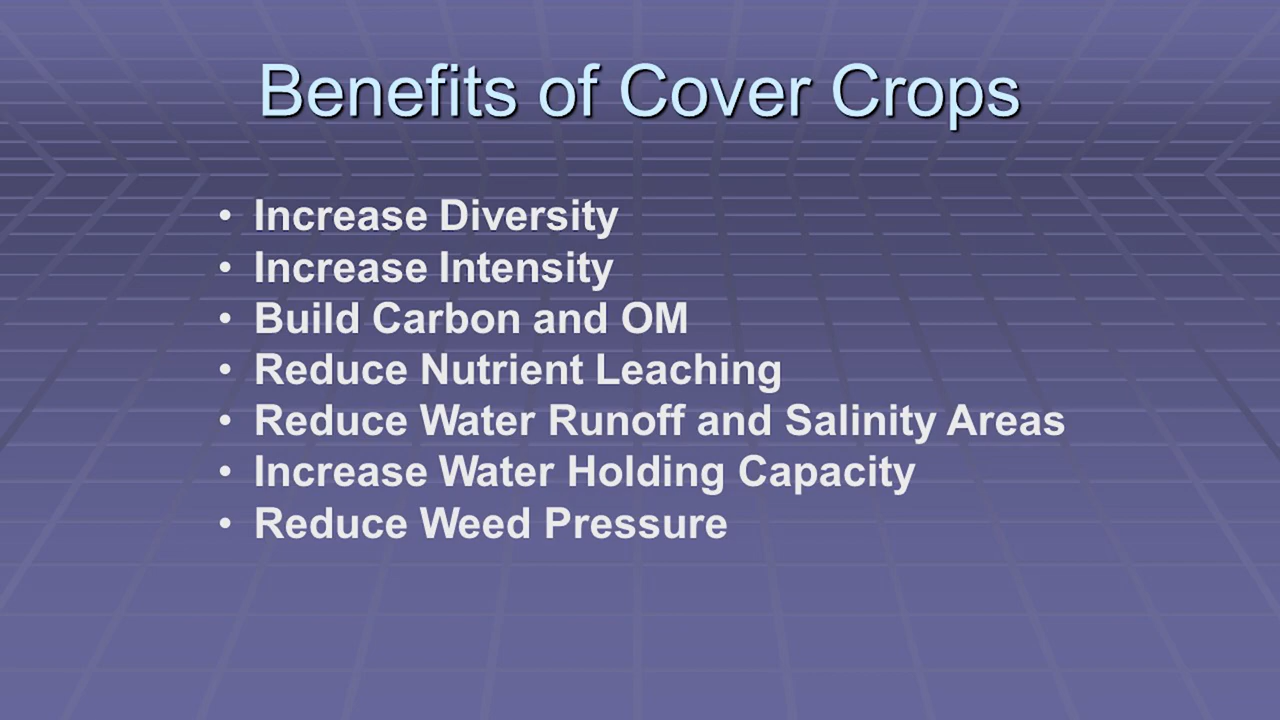 Benefits of Cover Crops
• Increase Diversity
• Increase Intensity
• Build Carbon and OM
• Reduce Nutrient Leaching
• Reduce Water Runoff and Salinity Areas
• Increase Water Holding Capacity
• Reduce Weed Pressure